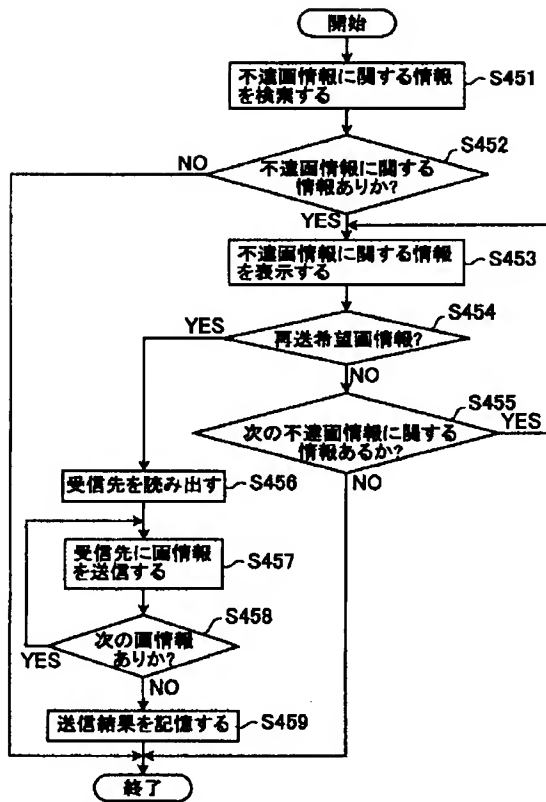 開始
不達画情報に関する情報
を検索する
S451
S452
NO
不達画情報に関する
情報ありか?
YES
不達画情報に関する情報
を表示する
S453
S454
YES
再送希望画情報?
NO
S455
次の不達画情報に関する
情報あるか?
YES
NO
受信先を読み出す
S456
受信先に画情報
を送信する
S457
S458
次の画情報
ありか?
YES
NO
送信結果を記憶する
S459
終了